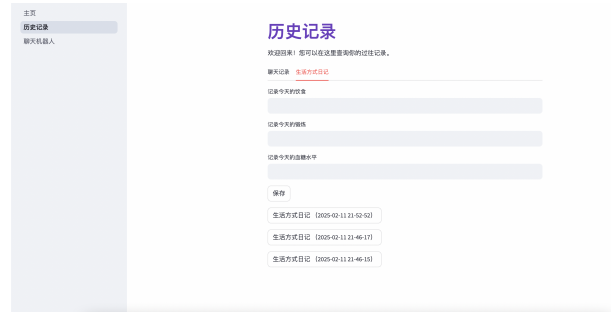 主页
历史记录
聊天机器人
历史记录
欢迎回来！您可以在这里查询你的过往记录。
聊天记录 生活方式日记
记录今天的饮食
记录今天的锻炼
记录今天的血糖水平
保存
生活方式日记 (2025-02-11 21-52-52)
生活方式日记 (2025-02-11 21-46-17)
生活方式日记 (2025-02-11 21-46-15)